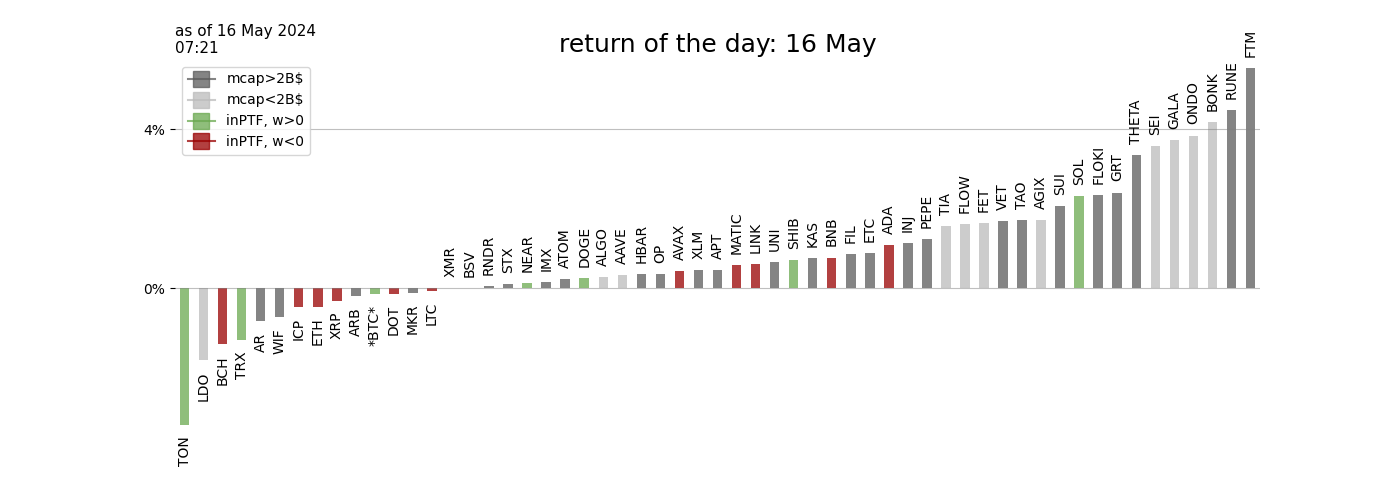 as of 16 May 2024
07:21
return of the day: 16 May
mcap>2B$
mcap<2B$
inPTF, w>0
inPTF, w<0
4%
0%
TON
LDO
BCH
TRX
AR
WIF
ICP
ETH
XRP
ARB
*BTC*
DOT
MKR
LTC
XMR
BSV
RNDR
STX
NEAR
IMX
ATOM
DOGE
ALGO
AAVE
HBAR
OP
AVAX
XLM
APT
MATIC
LINK
UNI
SHIB
KAS
BNB
FIL
ETC
ADA
INJ
PEPE
TIA
FLOW
FET
VET
TAO
AGIX
SUI
SOL
FLOKI
GRT
THETA
SEI
GALA
ONDO
BONK
RUNE
FTM